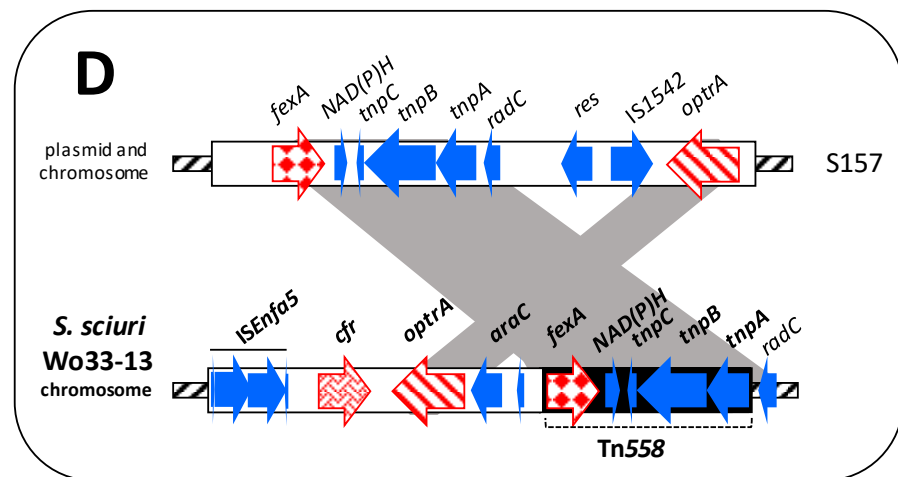 D
fexA
NAD(P)H
tnpC
tnpB
tnpA
radC
res
IS1542
optrA
plasmid and
chromosome
S157
ISEnfa5
cfr
optrA
araC
fexA
NAD(P)H
tnpC
tnpB
tnpA
radC
S. sciuri
Wo33-13
chromosome
Tn558